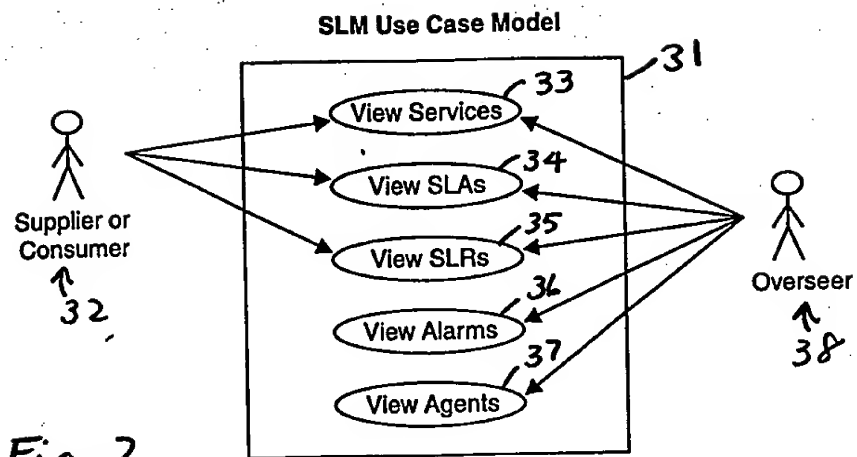 SLM Use Case Model
31
View Services
33
View SLAs
34
View SLRs
35
View Alarms
36
View Agents
37
Supplier or
Consumer
32
Overseer
38